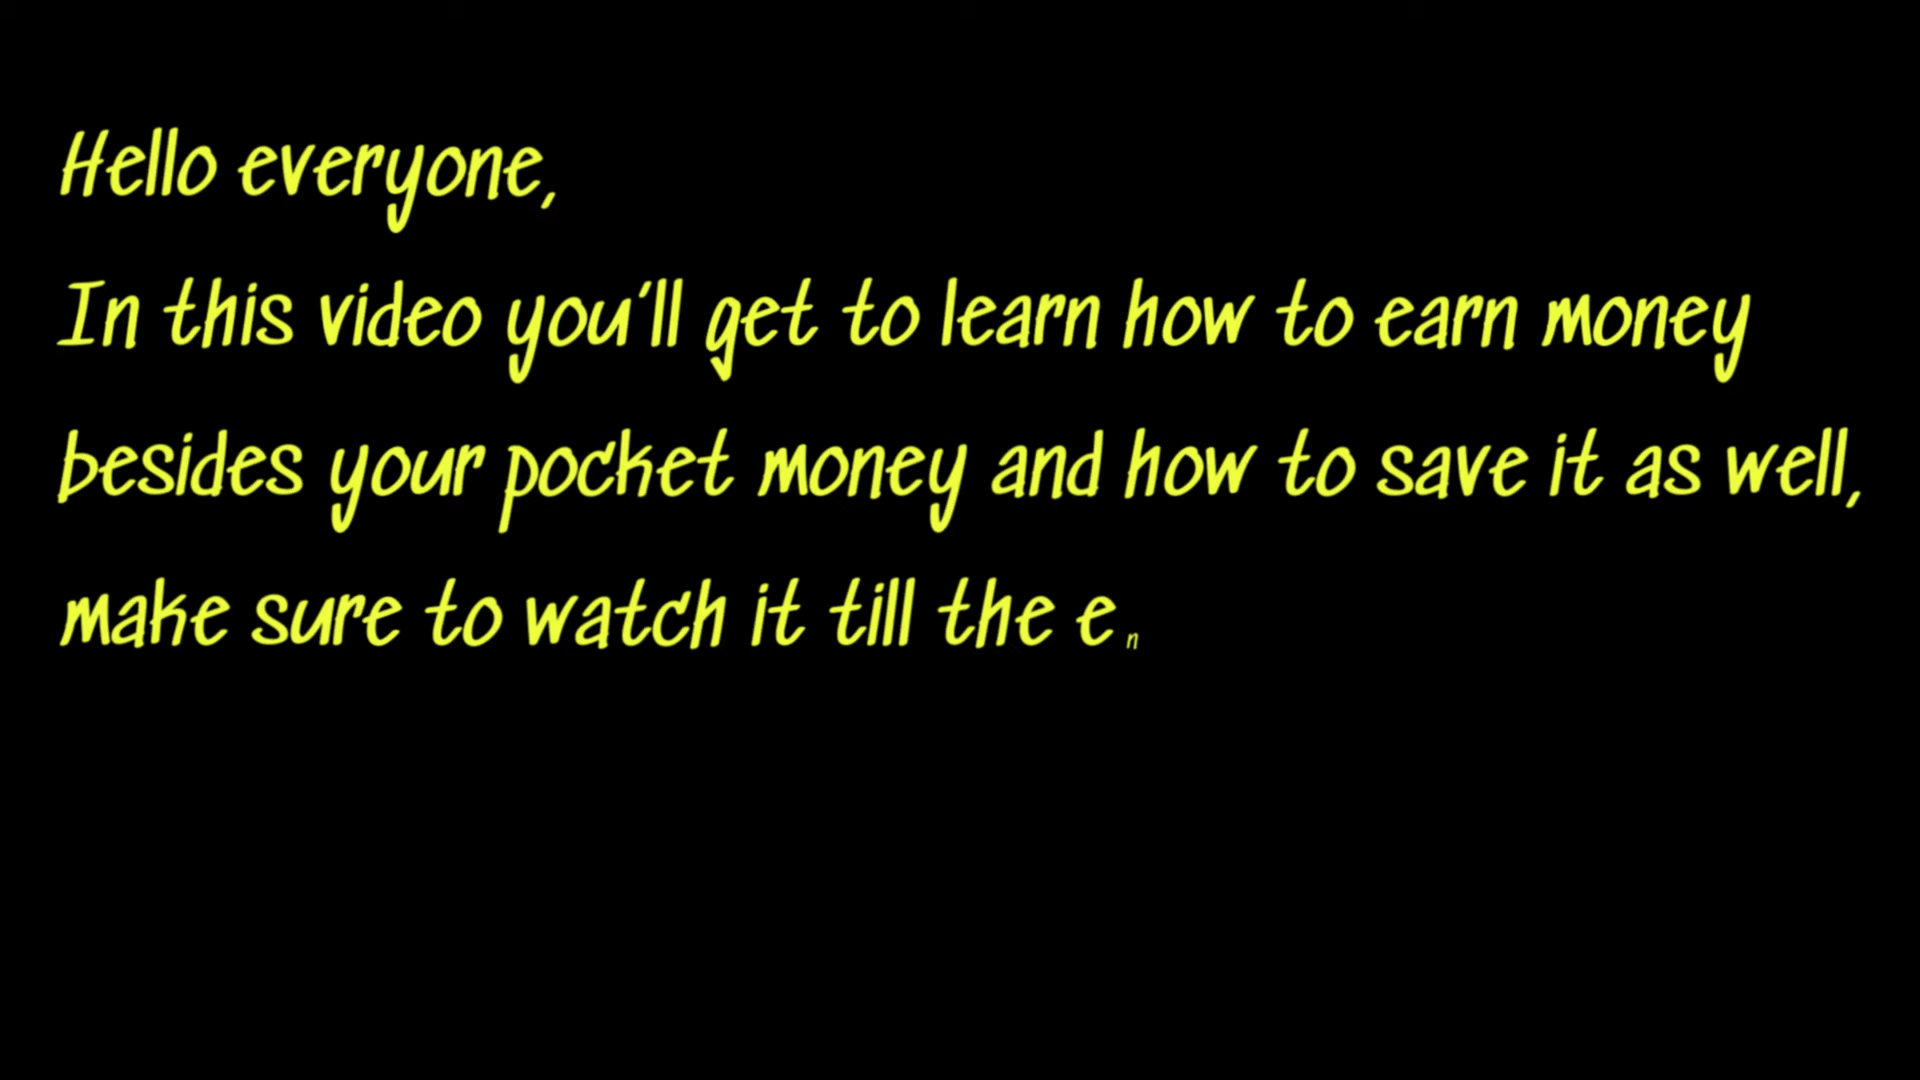 Hello everyone,
In this video you'll get to learn how to earn money
besides your pocket money and how to save it as well,
make sure to watch it till the en